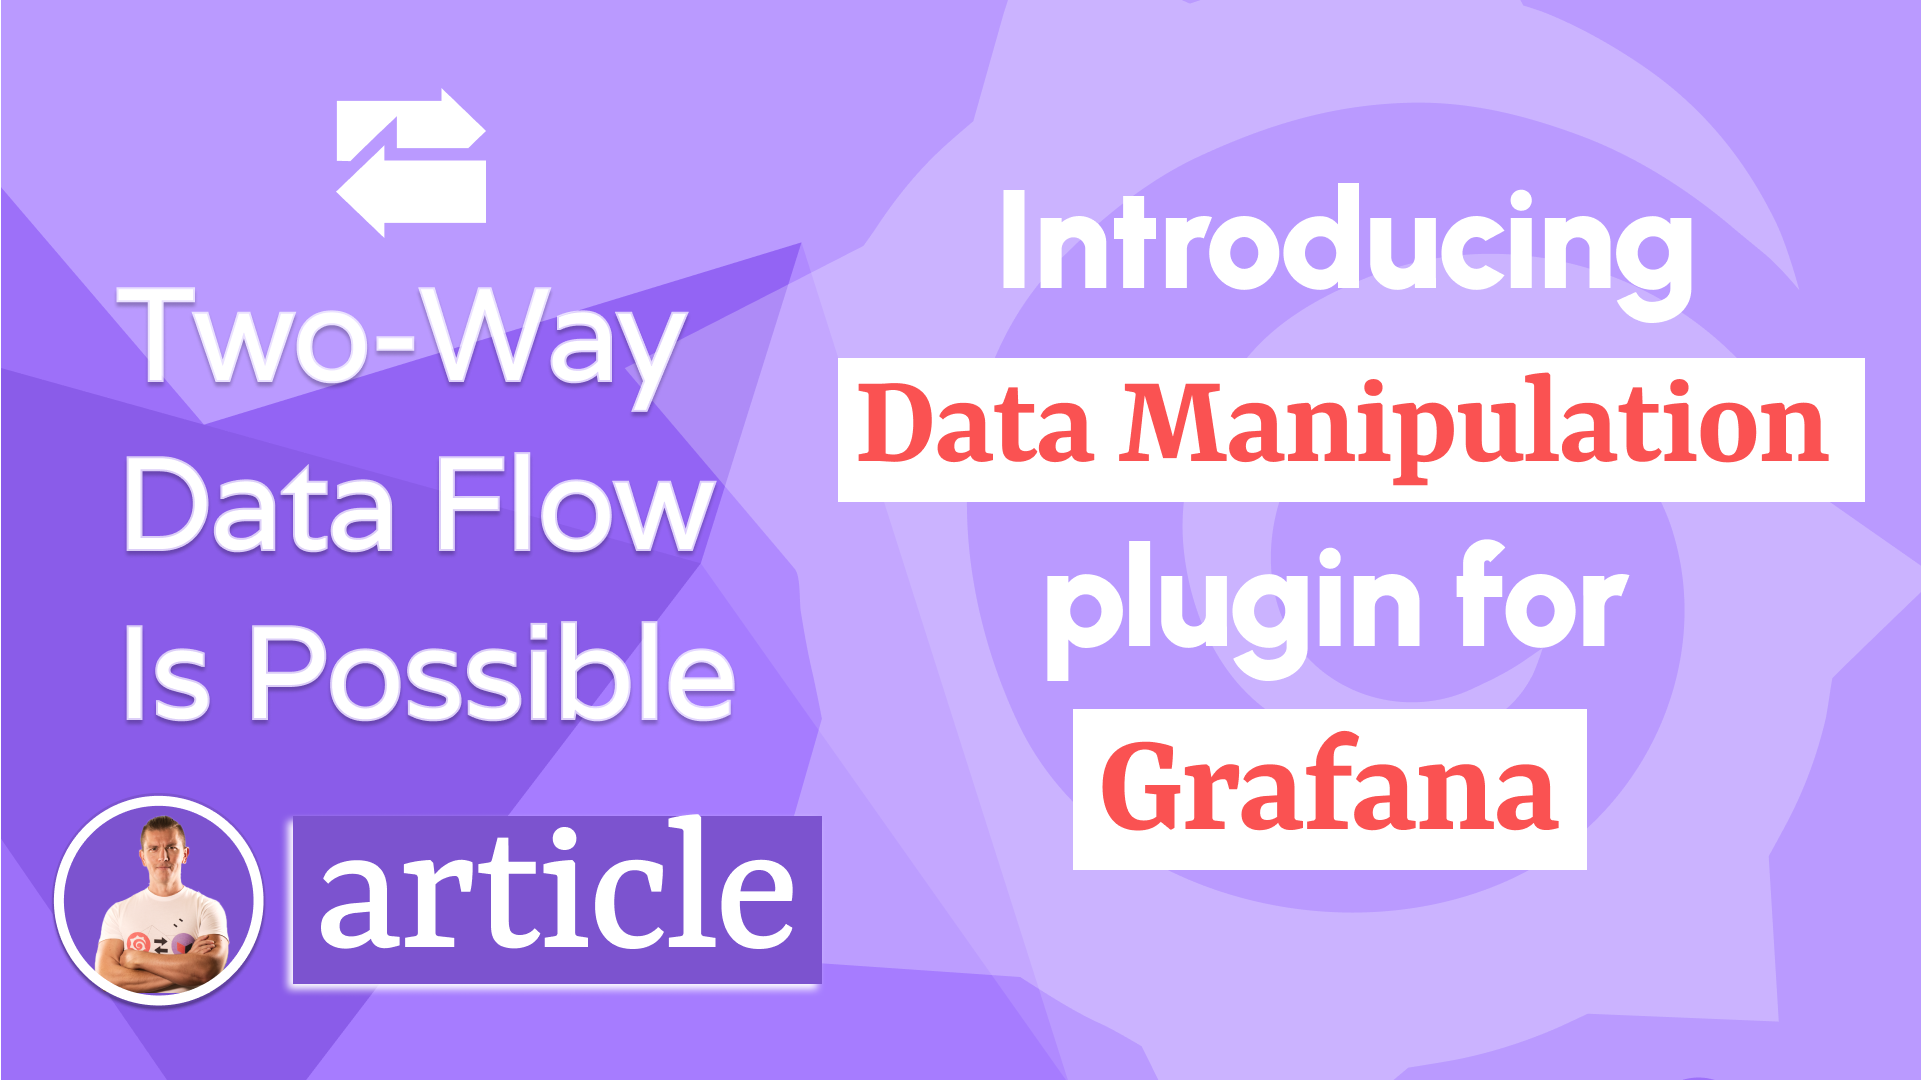 Two-Way
Data Flow
Is Possible
article
Introducing
Data Manipulation
plugin for
Grafana